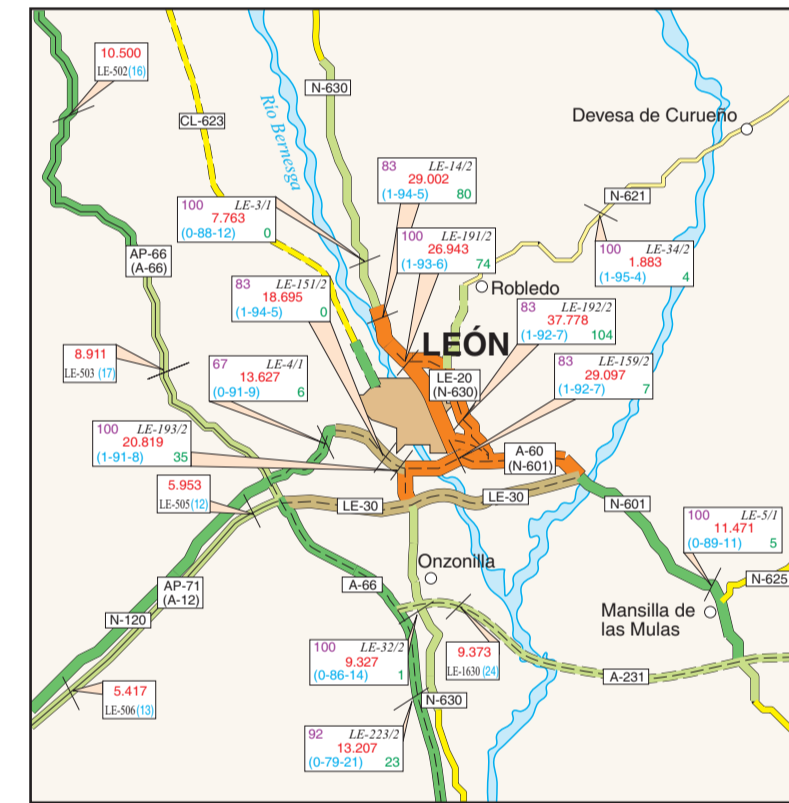 10.500
LE-502(16)
N-630
CL-623
Río Bernesga
Devesa de Curueño
83 LE-14/2
29.002
(1-94-5) 80
N-621
100 LE-3/1
7.763
(0-88-12) 0
100 LE-191/2
26.943
(1-93-6) 74
100 LE-34/2
1.883
(1-95-4) 4
AP-66
(A-66)
83 LE-151/2
18.695
(1-94-5) 0
Robledo
83 LE-192/2
37.778
(1-92-7) 104
LEÓN
8.911
LE-503 (17)
67 LE-4/1
13.627
(0-91-9) 6
LE-20
(N-630)
83 LE-159/2
29.097
(1-92-7) 7
100 LE-193/2
20.819
(1-91-8) 35
A-60
(N-601)
5.953
LE-505(12)
LE-30
LE-30
N-601
100 LE-5/1
11.471
(0-89-11) 5
Onzonilla
AP-71
(A-12)
A-66
N-625
N-120
Mansilla de
las Mulas
100 LE-32/2
9.327
(0-86-14) 1
9.373
LE-1630 (24)
A-231
5.417
LE-506(13)
N-630
92 LE-223/2
13.207
(0-79-21) 23